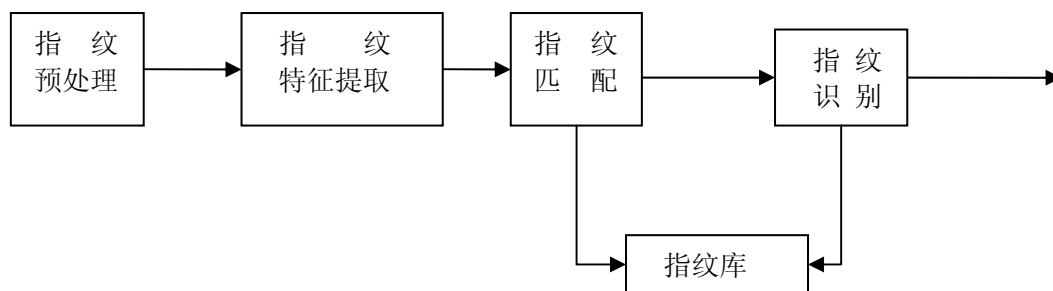 指 纹
预处理
指 纹
特征提取
指 纹
匹 配
指 纹
识 别
指纹库